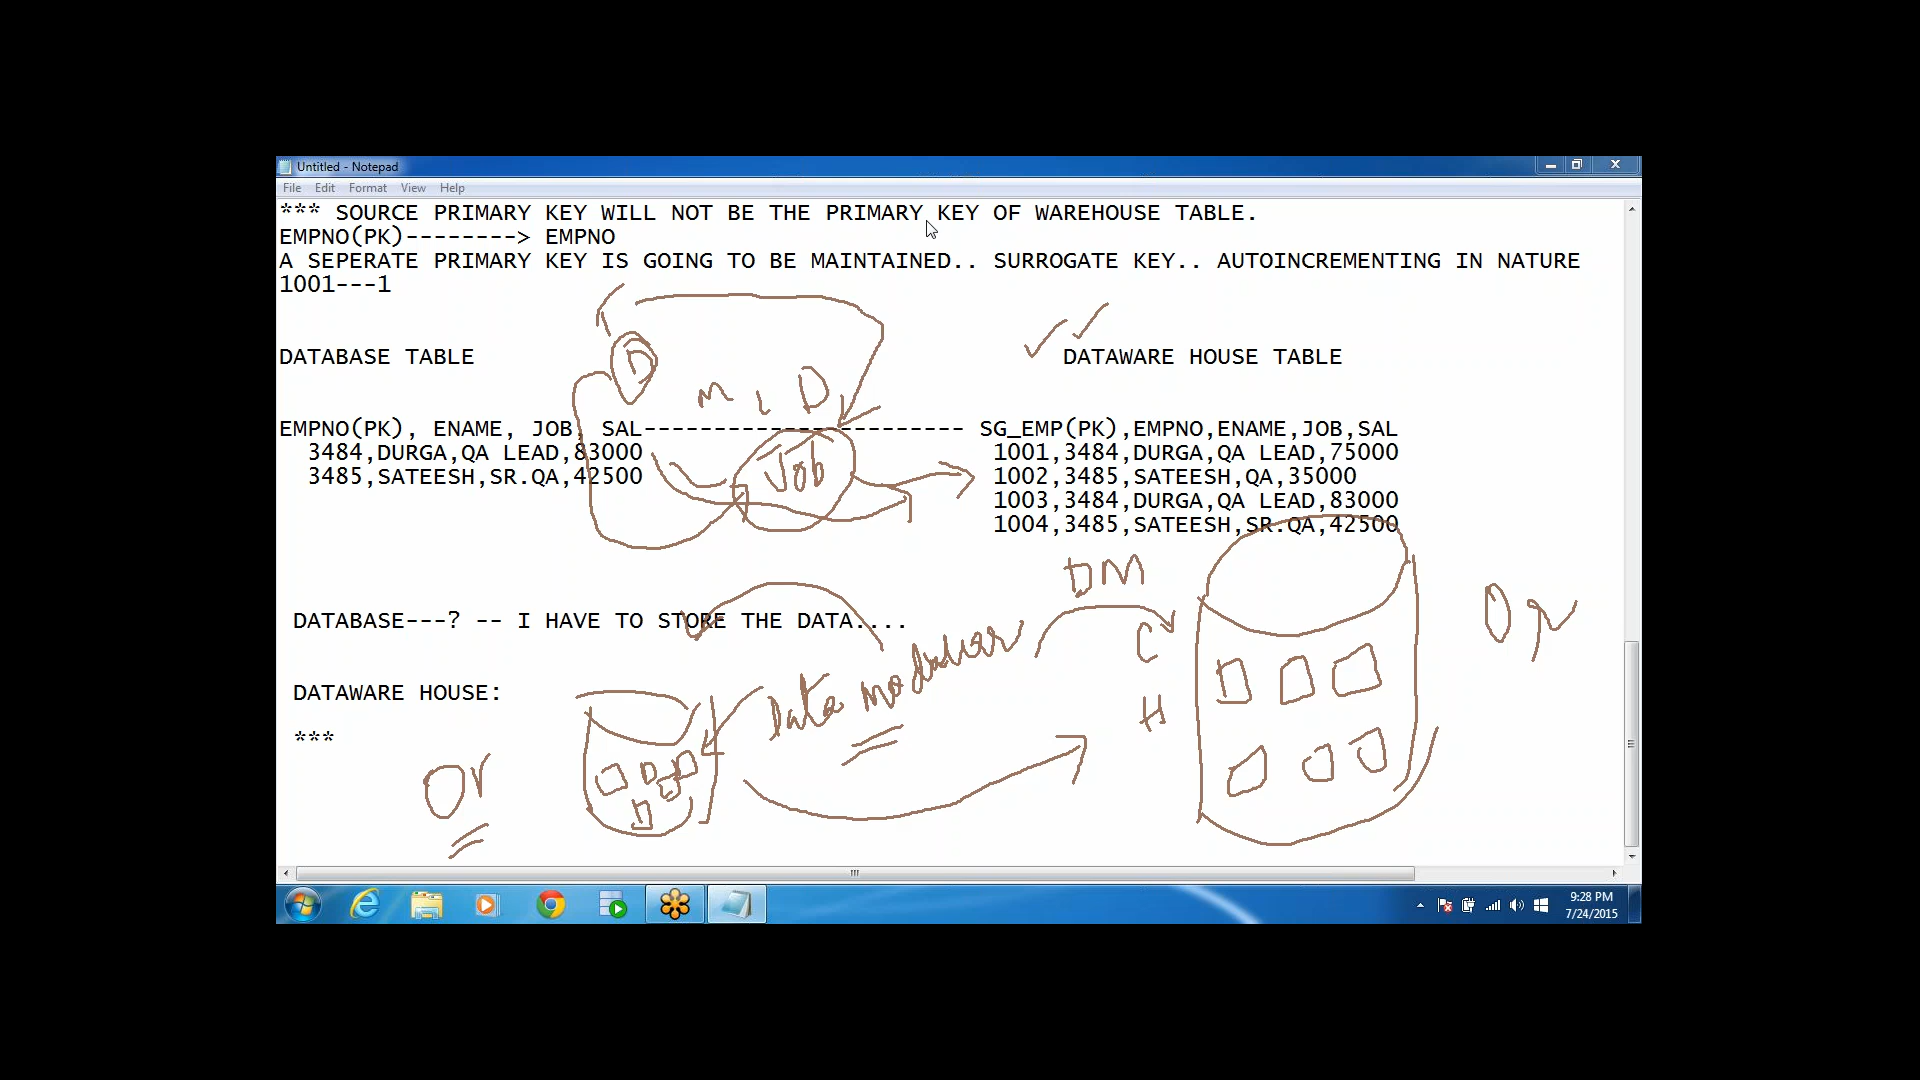 Untitled - Notepad
File Edit Format View Help
*** SOURCE PRIMARY KEY WILL NOT BE THE PRIMARY KEY OF WAREHOUSE TABLE.
EMPNO(PK)--------> EMPNO
A SEPERATE PRIMARY KEY IS GOING TO BE MAINTAINED.. SURROGATE KEY.. AUTOINCREMENTING IN NATURE
1001---1
D
DATABASE TABLE DATAWARE HOUSE TABLE
M L D
EMPNO(PK), ENAME, JOB, SAL----------------------- SG_EMP(PK),EMPNO,ENAME,JOB,SAL
3484,DURGA,QA LEAD,83000 1001,3484,DURGA,QA LEAD,75000
Job
3485,SATEESH,SR.QA,42500 1002,3485,SATEESH,QA,35000
1003,3484,DURGA,QA LEAD,83000
1004,3485,SATEESH,SR.QA,42500
DM
DATABASE---? -- I HAVE TO STORE THE DATA....
C
Or
Data modeller
DATAWARE HOUSE:
H
***
Or
9:28 PM
7/24/2015